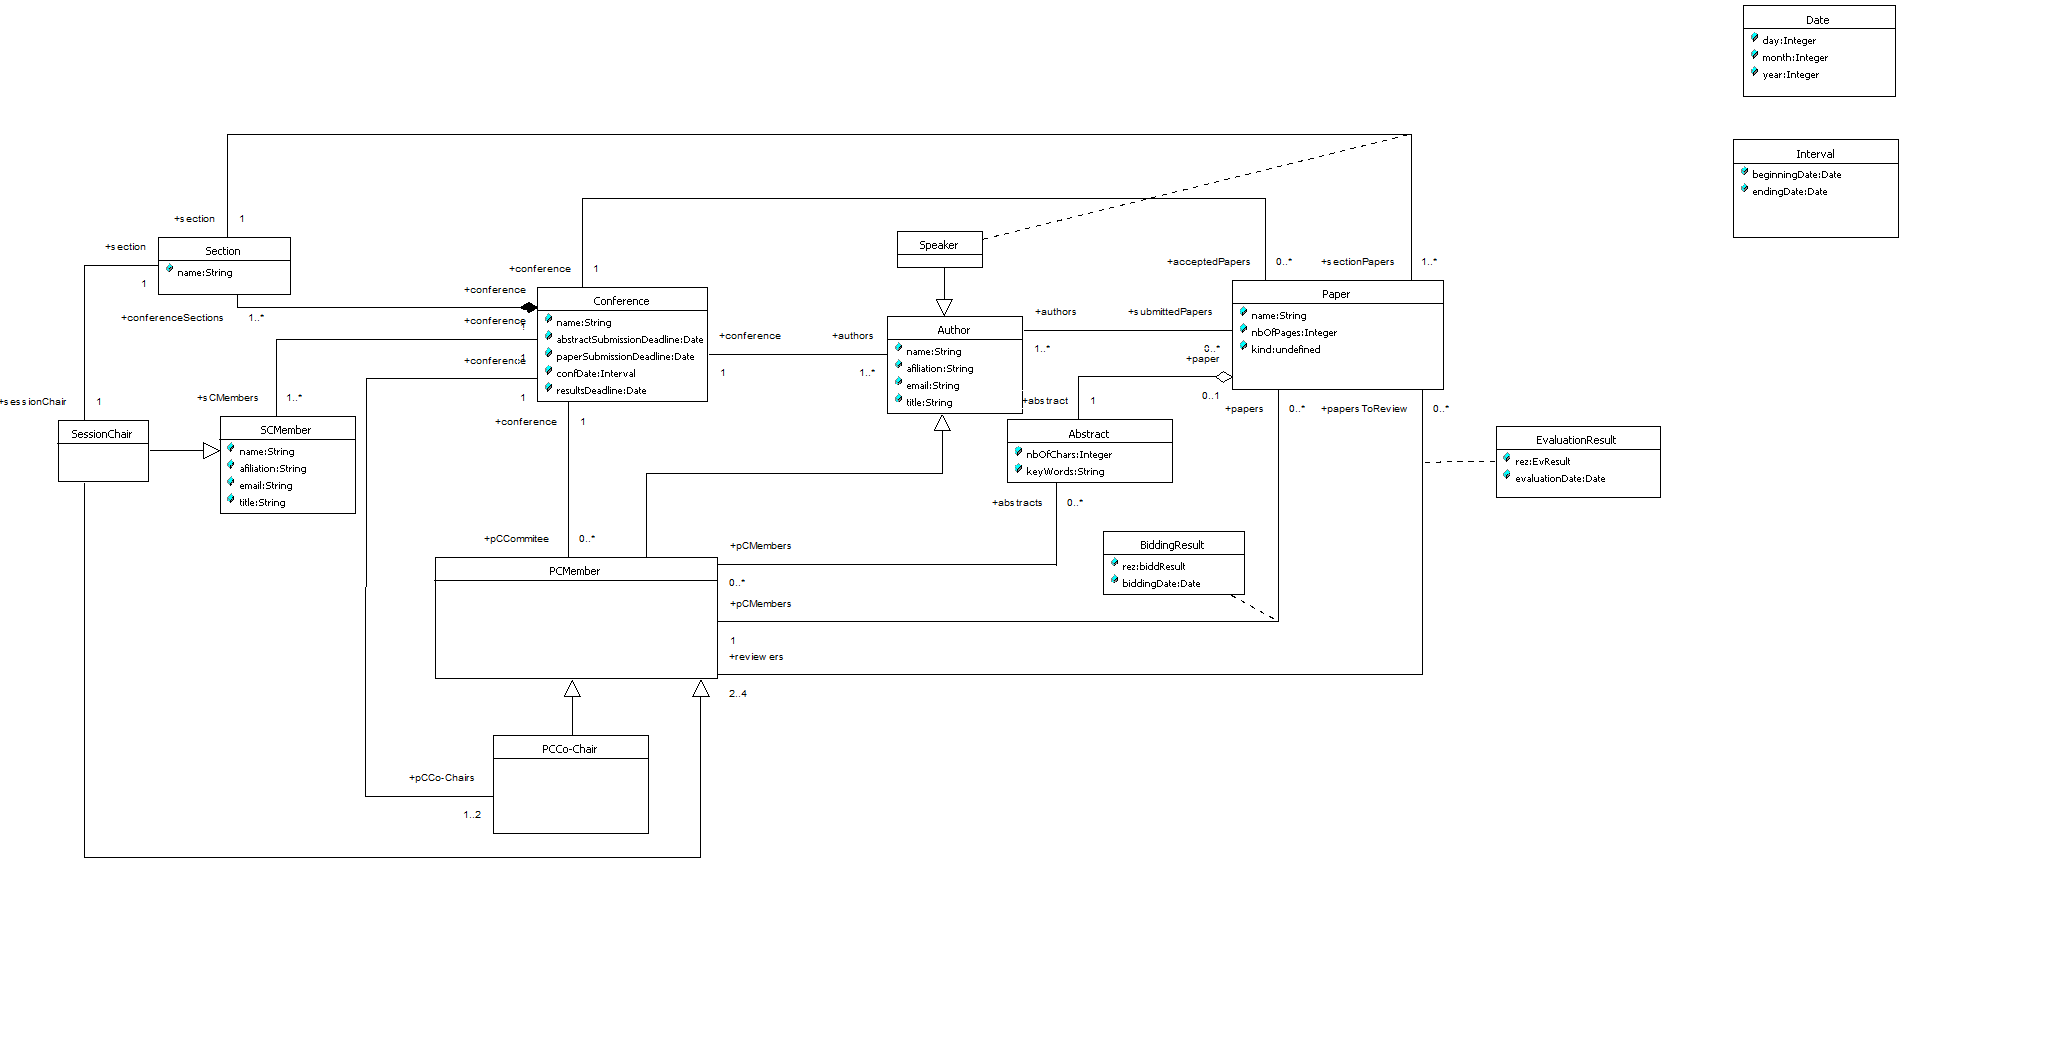 Date
day:Integer
month:Integer
year:Integer
Interval
beginningDate:Date
endingDate:Date
+section
1
+section
1
Section
name:String
+conferenceSections
1..*
+conference
1
+conference
+conference
1
+conference
1
1
Conference
name:String
abstractSubmissionDeadline:Date
paperSubmissionDeadline:Date
confDate:Interval
resultsDeadline:Date
+conference
1
+conference
1
+authors
1..*
Speaker
Author
name:String
afiliation:String
email:String
title:String
+authors
1..*
+submittedPapers
0..*
+acceptedPapers
0..*
+sectionPapers
1..*
Paper
name:String
nbOfPages:Integer
kind:undefined
+paper
0..1
+abstract
1
Abstract
nbOfChars:Integer
keyWords:String
+abstracts
0..*
+papers
0..*
+papersToReview
0..*
EvaluationResult
rez:EvResult
evaluationDate:Date
+sessionChair
1
SessionChair
+sCMembers
1..*
SCMember
name:String
afiliation:String
email:String
title:String
+pCCommitee
0..*
PCMember
+pCMembers
0..*
+pCMembers
1
+reviewers
2..4
BiddingResult
rez:biddResult
biddingDate:Date
PCCo-Chair
+pCCo-Chairs
1..2